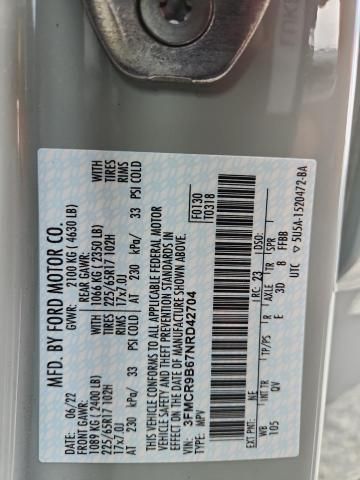 MFD. BY FORD MOTOR CO.
DATE: 06/22 GVWR: 2100 KG ( 4630 LB)
FRONT GAWR: REAR GAWR:
1089 KG ( 2400 LB) WITH 1066 KG ( 2350 LB) WITH
225/65R17 102H TIRES 225/65R17 102H TIRES
17x7.0J RIMS 17x7.0J RIMS
AT 230 kPa/ 33 PSI COLD AT 230 kPa/ 33 PSI COLD
THIS VEHICLE CONFORMS TO ALL APPLICABLE FEDERAL MOTOR
VEHICLE SAFETY AND THEFT PREVENTION STANDARDS
IN EFFECT ON THE DATE OF MANUFACTURE SHOWN ABOVE.
VIN: 3FMCR9B67NRD42704 F0130
TYPE: MPV T0318
EXT PNT: NE RC: 23 DSO:
WB INT TR TP/PS R AXLE TR SPR
105 QV E 3D 8 FFBB
UTC 5U5A-1520472-BA